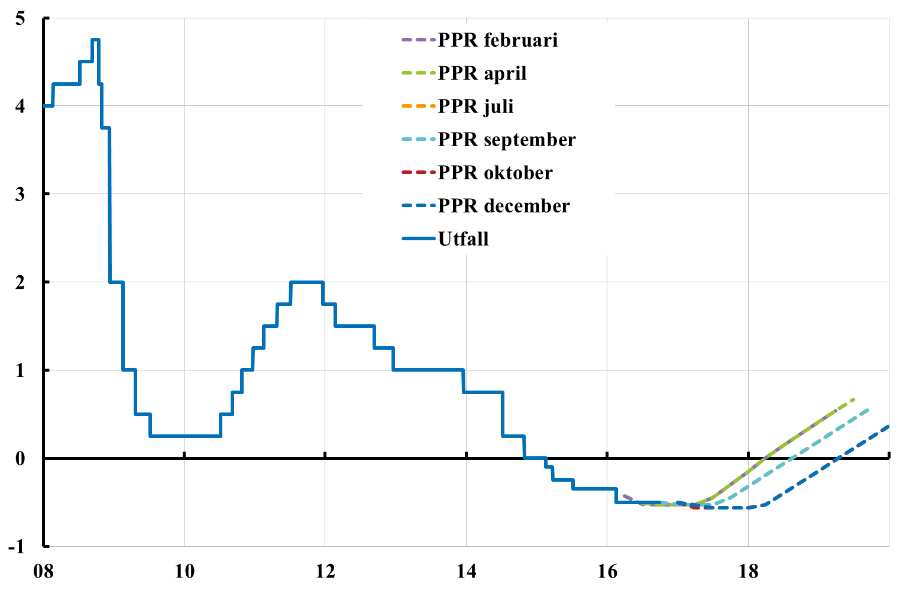 5
4
3
2
1
0
-1
PPR februari
PPR april
PPR juli
PPR september
PPR oktober
PPR december
Utfall
08 10 12 14 16 18